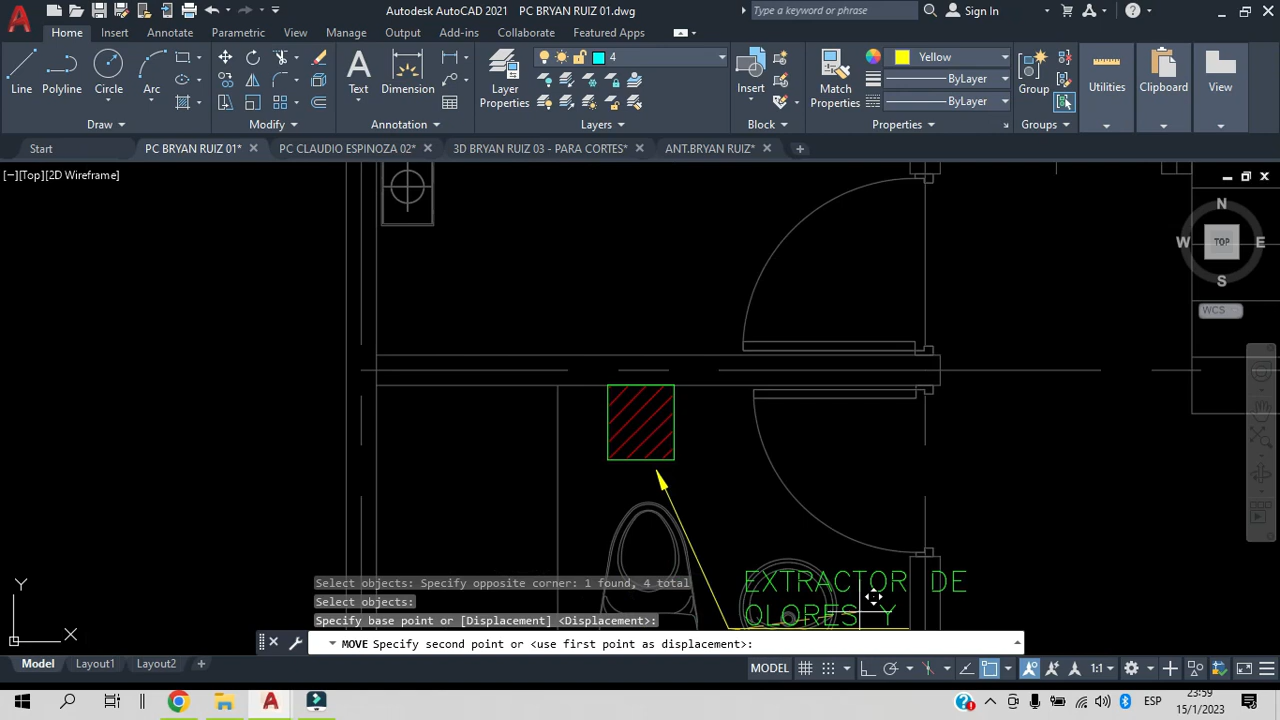 Autodesk AutoCAD 2021 PC BRYAN RUIZ 01.dwg
Type a keyword or phrase
Sign In
Home Insert Annotate Parametric View Manage Output Add-ins Collaborate Featured Apps
Line Polyline Circle Arc
Text Dimension
Layer Properties
4
Insert
Match Properties
Yellow
ByLayer
ByLayer
Group
Utilities Clipboard View
Draw Modify Annotation Layers Block Properties Groups
Start PC BRYAN RUIZ 01* PC CLAUDIO ESPINOZA 02* 3D BRYAN RUIZ 03 - PARA CORTES* ANT.BRYAN RUIZ*
[−][Top][2D Wireframe]
N
W TOP E
S
WCS
EXTRACTOR DE
OLORES Y
Y
X
Select objects: Specify opposite corner: 1 found, 4 total
Select objects:
Specify base point or [Displacement] <Displacement>:
MOVE Specify second point or <use first point as displacement>:
Model Layout1 Layout2 +
MODEL 1:1
ESP
23:59
15/1/2023